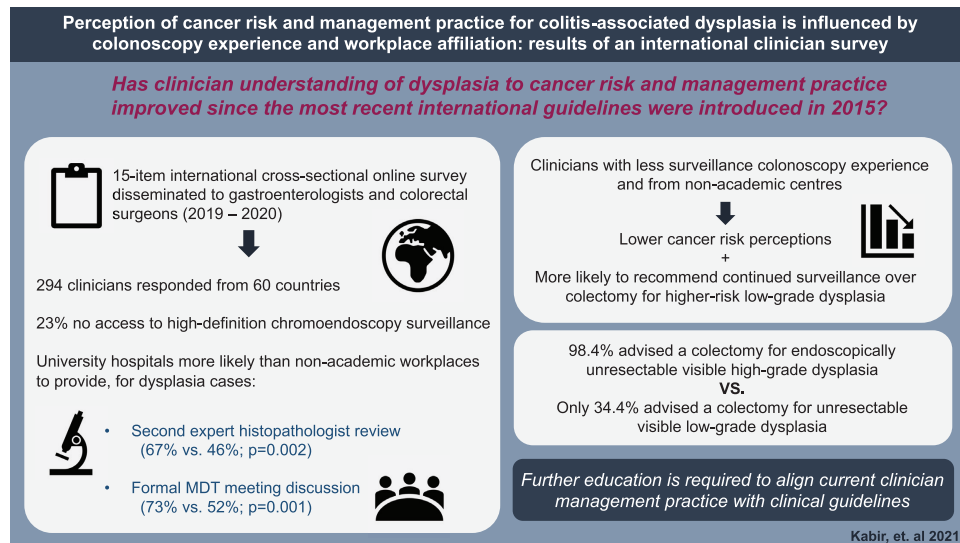 Perception of cancer risk and management practice for colitis-associated dysplasia is influenced by
colonoscopy experience and workplace affiliation: results of an international clinician survey
Has clinician understanding of dysplasia to cancer risk and management practice
improved since the most recent international guidelines were introduced in 2015?
15-item international cross-sectional online survey
disseminated to gastroenterologists and colorectal
surgeons (2019 – 2020)
294 clinicians responded from 60 countries
23% no access to high-definition chromoendoscopy surveillance
University hospitals more likely than non-academic workplaces
to provide, for dysplasia cases:
• Second expert histopathologist review
(67% vs. 46%; p=0.002)
• Formal MDT meeting discussion
(73% vs. 52%; p=0.001)
Clinicians with less surveillance colonoscopy experience
and from non-academic centres
Lower cancer risk perceptions
+
More likely to recommend continued surveillance over
colectomy for higher-risk low-grade dysplasia
98.4% advised a colectomy for endoscopically
unresectable visible high-grade dysplasia
VS.
Only 34.4% advised a colectomy for unresectable
visible low-grade dysplasia
Further education is required to align current clinician
management practice with clinical guidelines
Kabir, et. al 2021